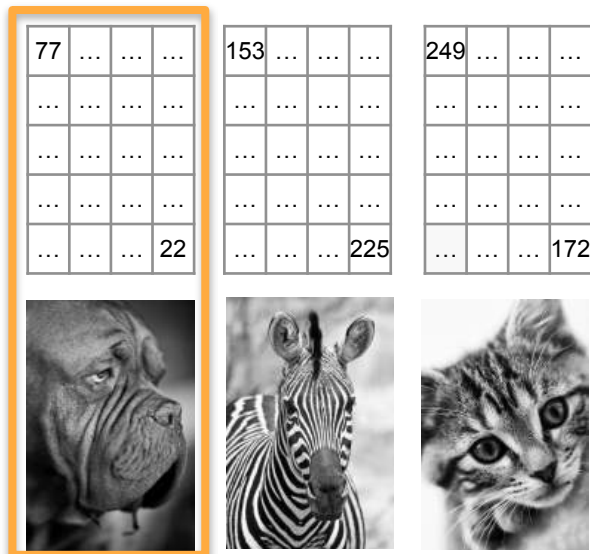 77 … … … 153 … … … 249 … … …
… … … … … … … … … … … …
… … … … … … … … … … … …
… … … … … … … … … … … …
… … … 22 … … … 225 … … … 172